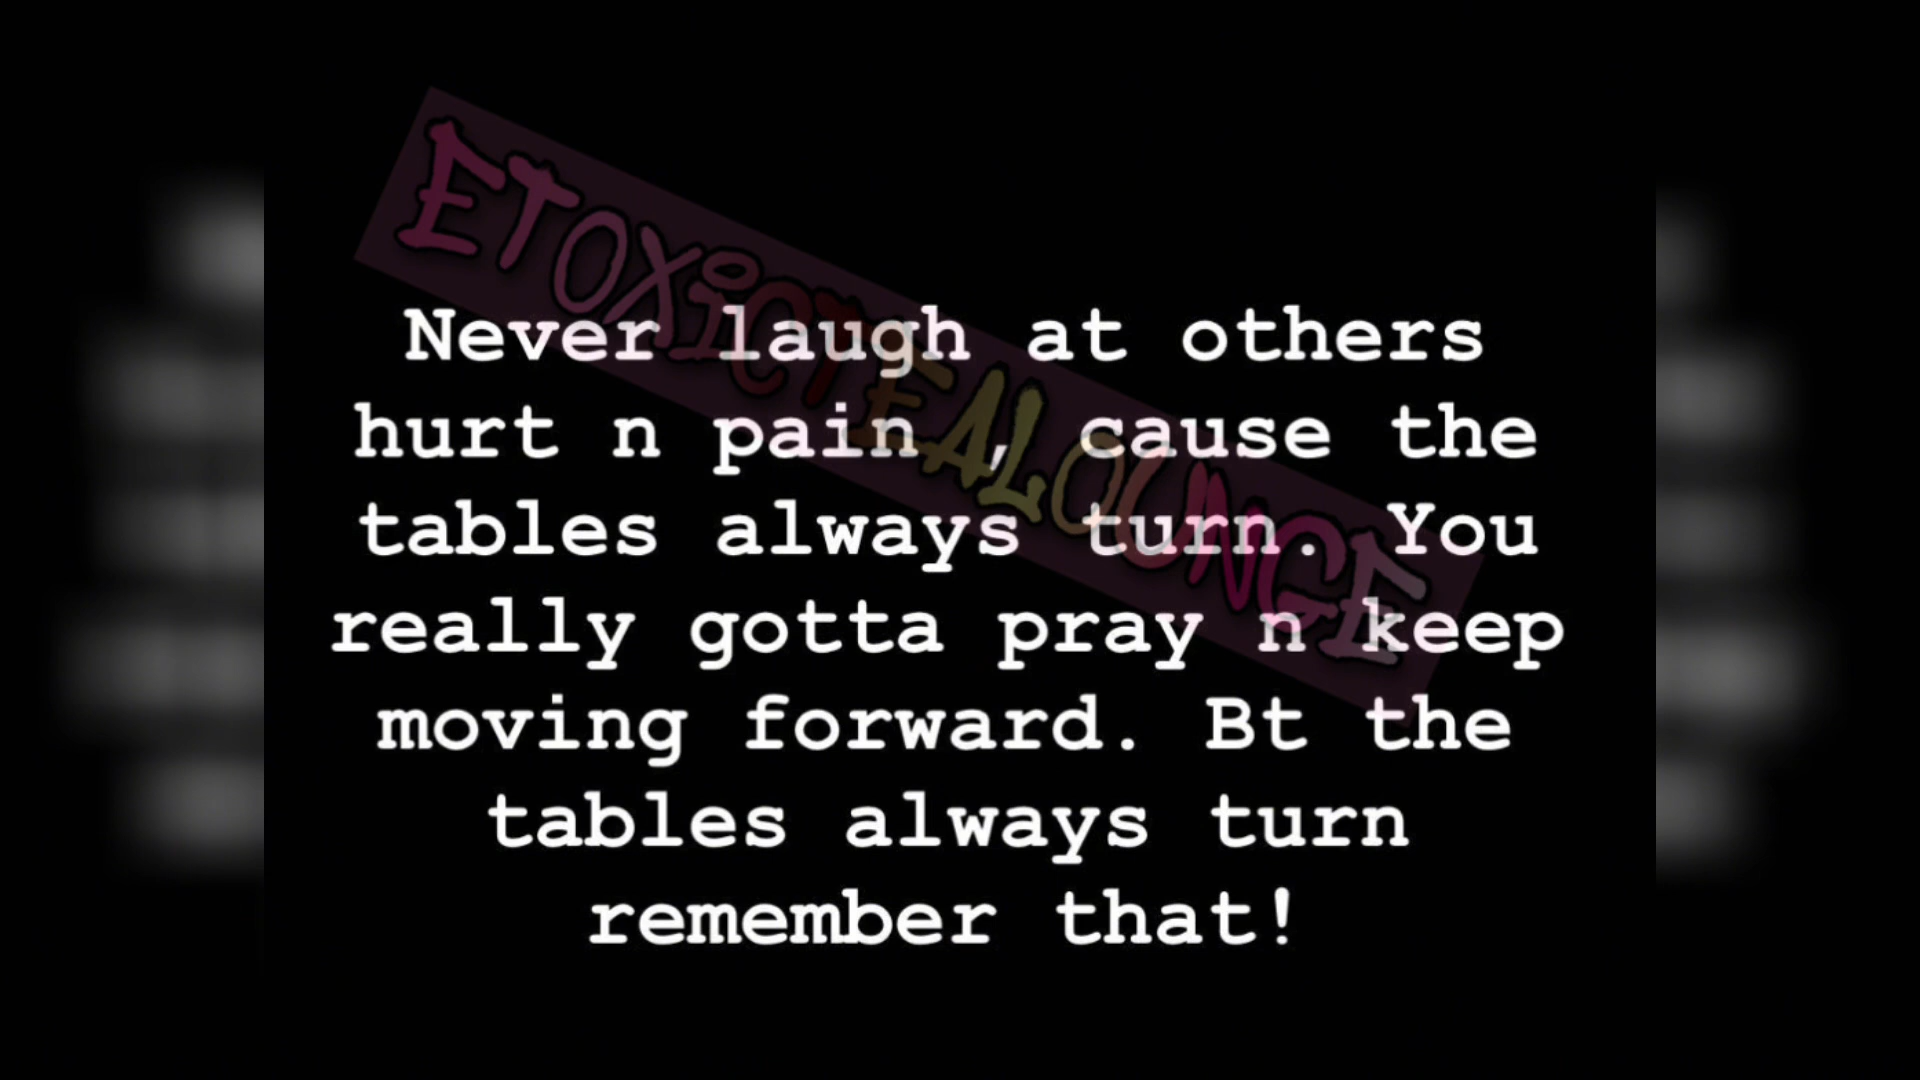 ETOXICTEALOUNGE
Never laugh at others
hurt n pain , cause the
tables always turn. You
really gotta pray n keep
moving forward. Bt the
tables always turn
remember that!